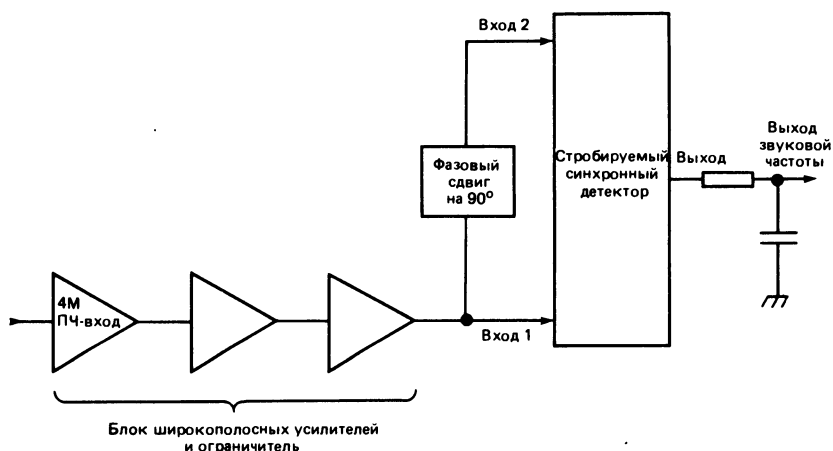 Вход 2
Фазовый
сдвиг
на 90°
Стробируемый
синхронный
детектор
Выход
Выход
звуковой
частоты
4М
ПЧ-вход
Вход 1
Блок широкополосных усилителей
и ограничитель